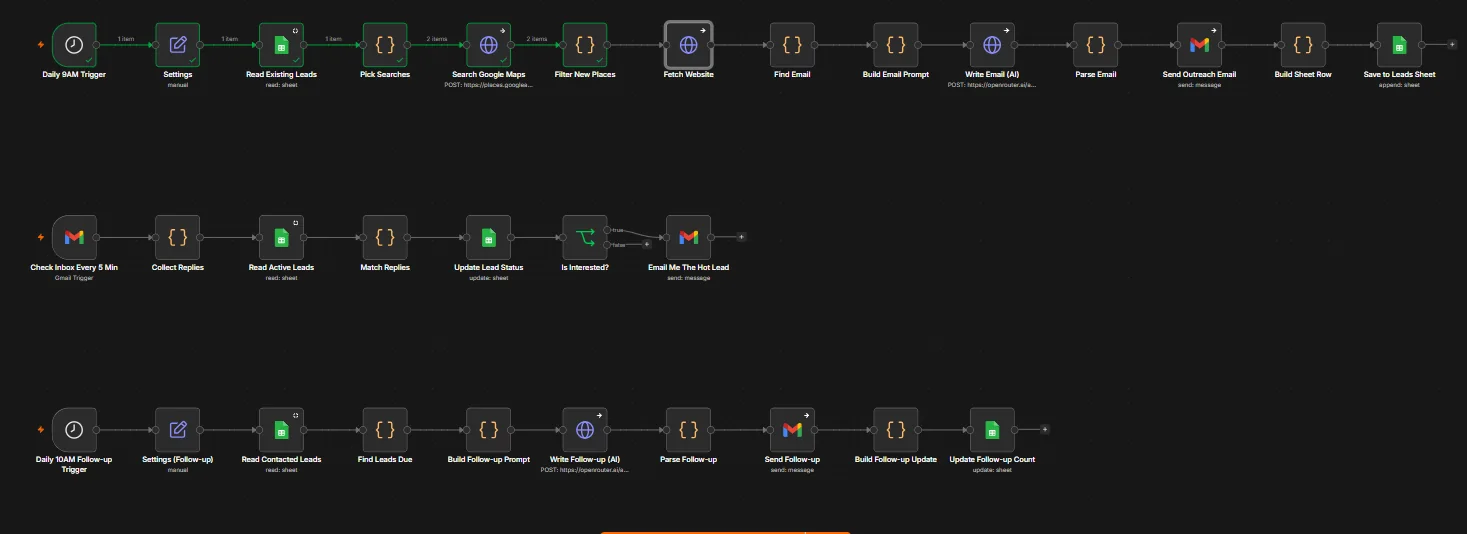 1 item
1 item
1 item
2 items
2 items
Daily 9AM Trigger
Settings
manual
Read Existing Leads
read: sheet
Pick Searches
Search Google Maps
POST: https://places.googlea...
Filter New Places
Fetch Website
Find Email
Build Email Prompt
Write Email (AI)
POST: https://openrouter.ai/a...
Parse Email
Send Outreach Email
send: message
Build Sheet Row
Save to Leads Sheet
append: sheet
true
false
Check Inbox Every 5 Min
Gmail Trigger
Collect Replies
Read Active Leads
read: sheet
Match Replies
Update Lead Status
update: sheet
Is Interested?
Email Me The Hot Lead
send: message
Daily 10AM Follow-up
Trigger
Settings (Follow-up)
manual
Read Contacted Leads
read: sheet
Find Leads Due
Build Follow-up Prompt
Write Follow-up (AI)
POST: https://openrouter.ai/a...
Parse Follow-up
Send Follow-up
send: message
Build Follow-up Update
Update Follow-up Count
update: sheet